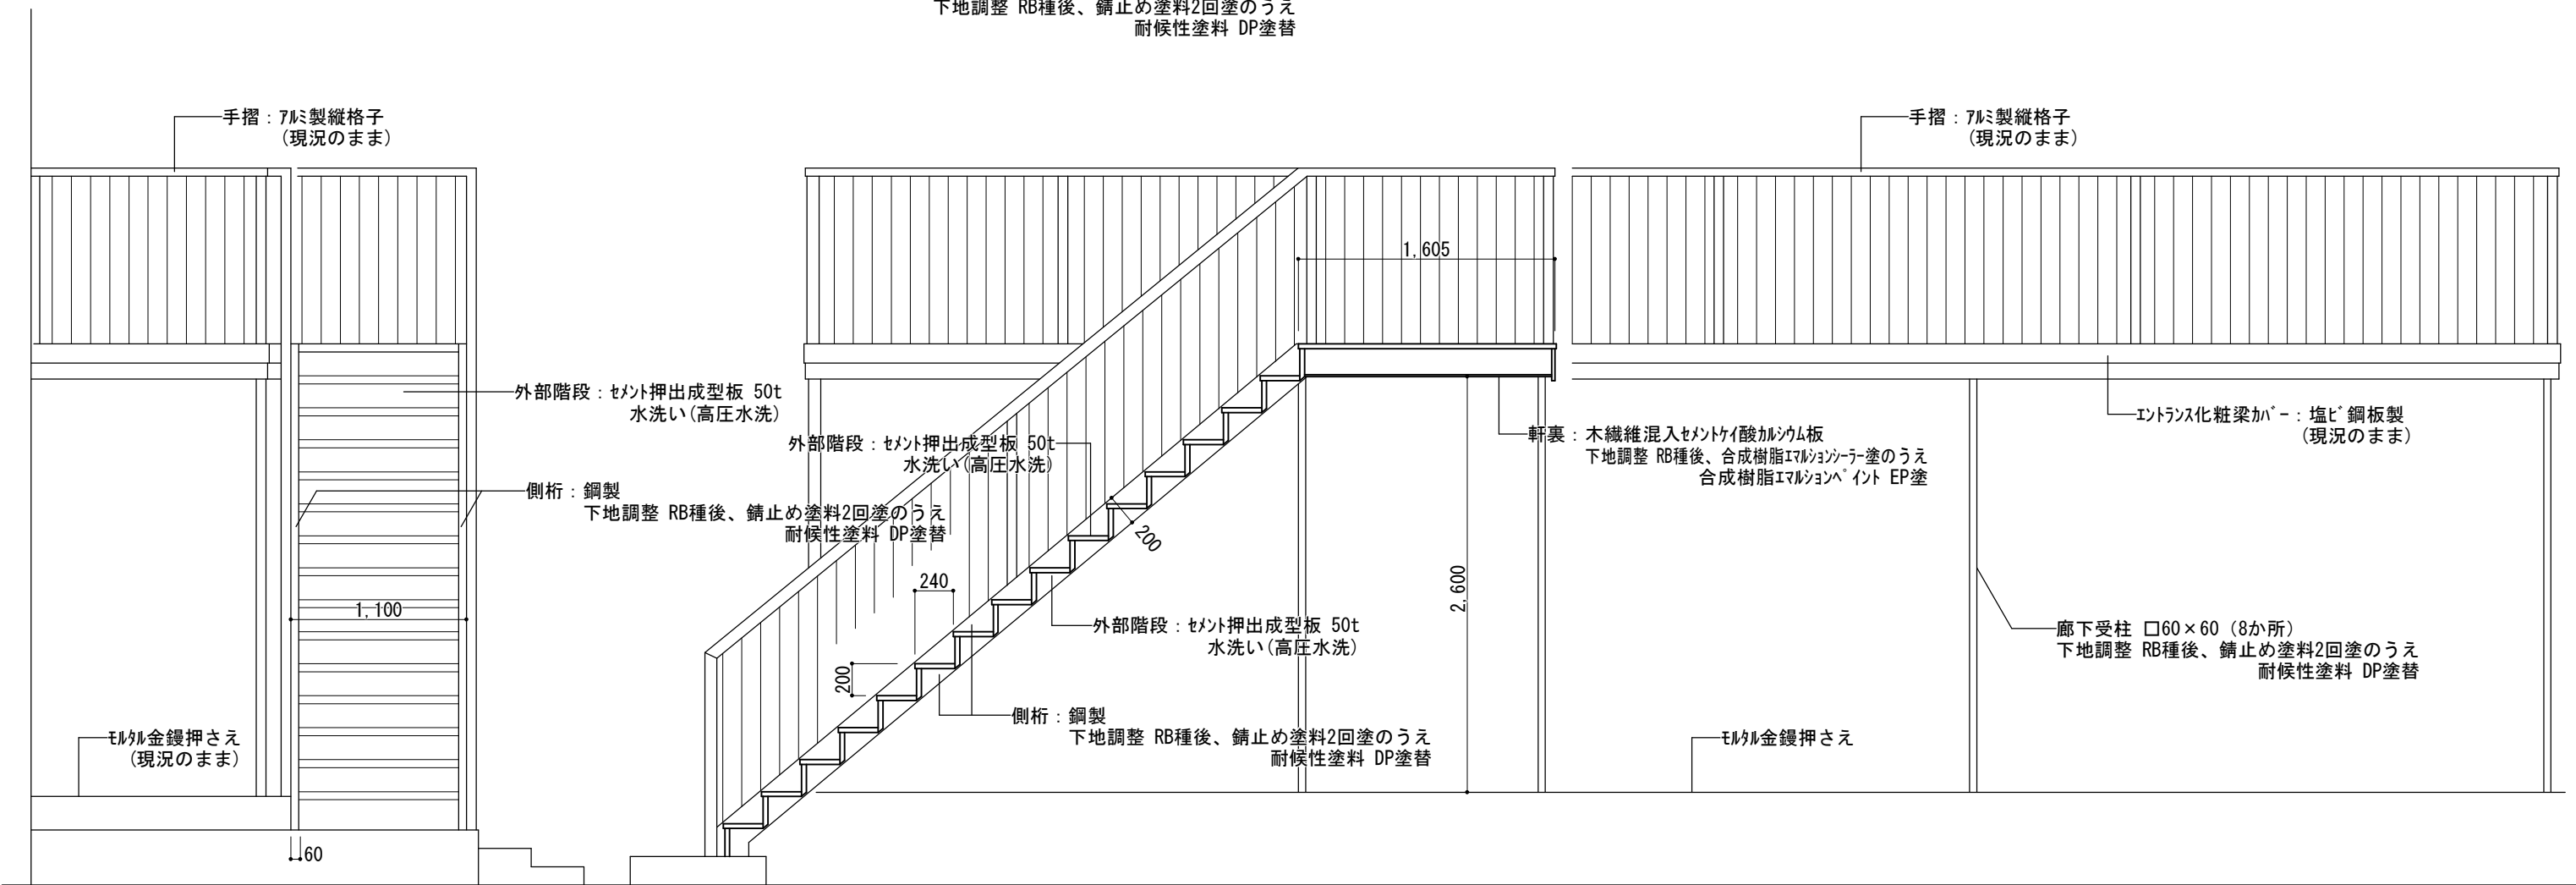 下地調整 RB種後、錆止め塗料2回塗のうえ
耐候性塗料 DP塗替
手摺：ｱﾙﾐ製縦格子
(現況のまま)
手摺：ｱﾙﾐ製縦格子
(現況のまま)
1,605
外部階段：ｾﾒﾝﾄ押出成型板 50t
水洗い(高圧水洗)
外部階段：ｾﾒﾝﾄ押出成型板 50t
水洗い(高圧水洗)
軒裏：木繊維混入ｾﾒﾝﾄｹｲ酸ｶﾙｼｳﾑ板
下地調整 RB種後、合成樹脂ｴﾏﾙｼｮﾝｼｰﾗｰ塗のうえ
合成樹脂ｴﾏﾙｼｮﾝﾍﾟｲﾝﾄ EP塗
ｴﾝﾄﾗﾝｽ化粧梁ｶﾊﾞｰ：塩ﾋﾞ鋼板製
(現況のまま)
側桁：鋼製
下地調整 RB種後、錆止め塗料2回塗のうえ
耐候性塗料 DP塗替
200
240
2,600
1,100
外部階段：ｾﾒﾝﾄ押出成型板 50t
水洗い(高圧水洗)
廊下受柱 口60×60 (8か所)
下地調整 RB種後、錆止め塗料2回塗のうえ
耐候性塗料 DP塗替
200
側桁：鋼製
下地調整 RB種後、錆止め塗料2回塗のうえ
耐候性塗料 DP塗替
ﾓﾙﾀﾙ金鏝押さえ
(現況のまま)
ﾓﾙﾀﾙ金鏝押さえ
60